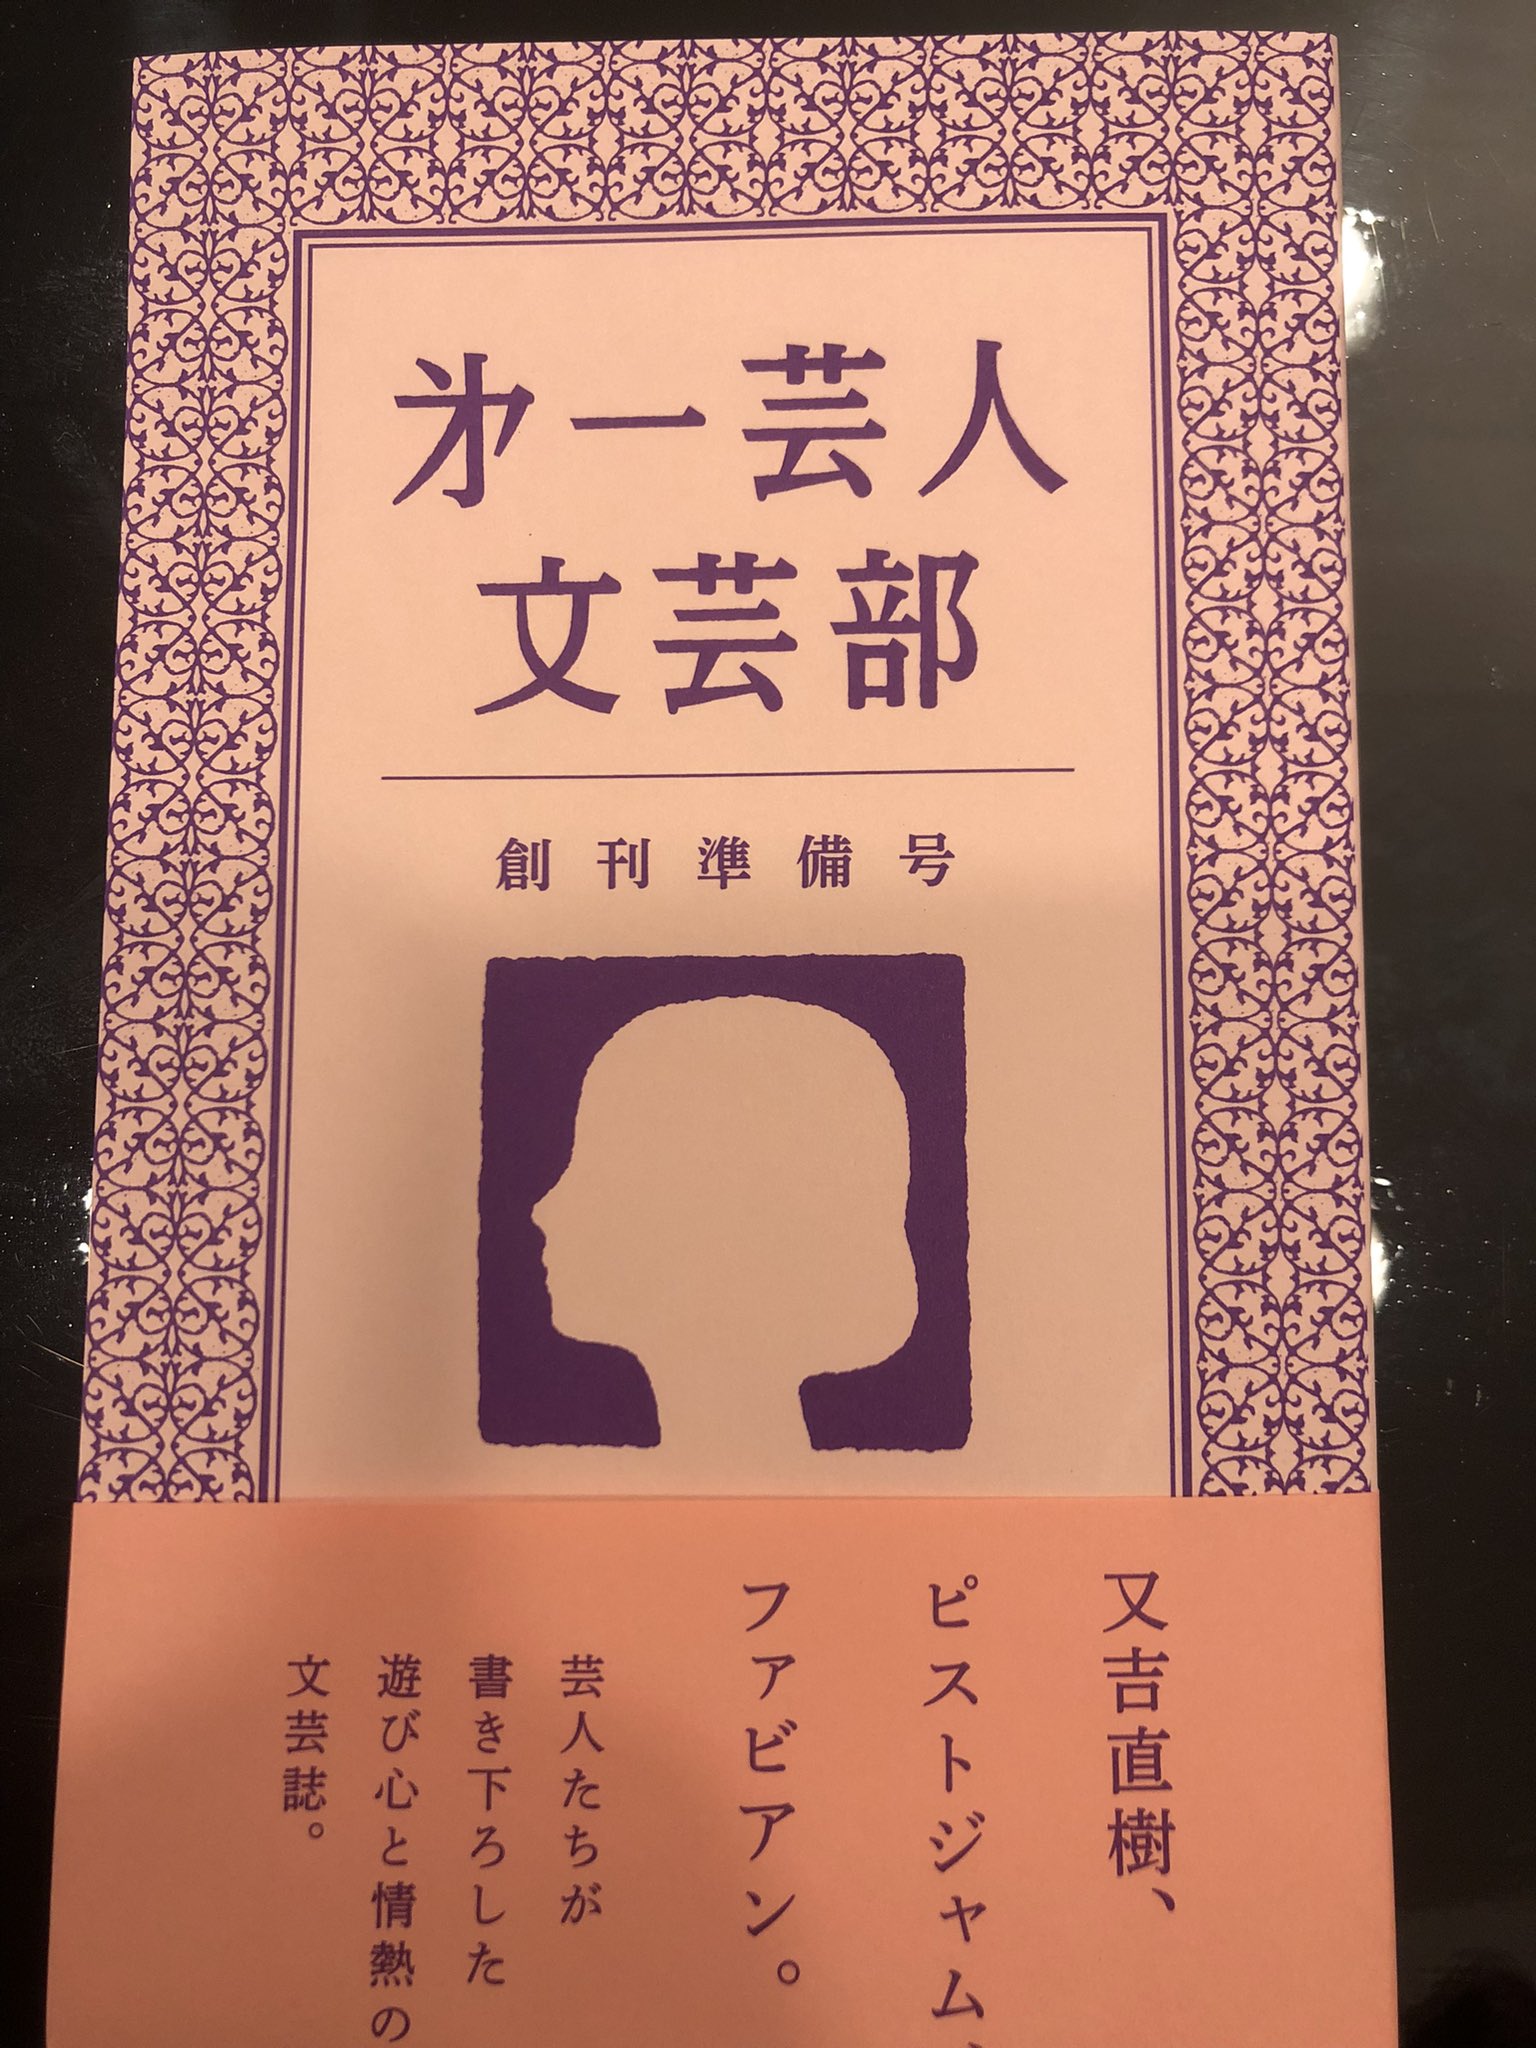 㐧一芸人
文芸部
創刊準備号
又吉直樹、
ピストジャム、
ファビアン。
芸人たちが
書き下ろした
遊び心と情熱の
文芸誌。